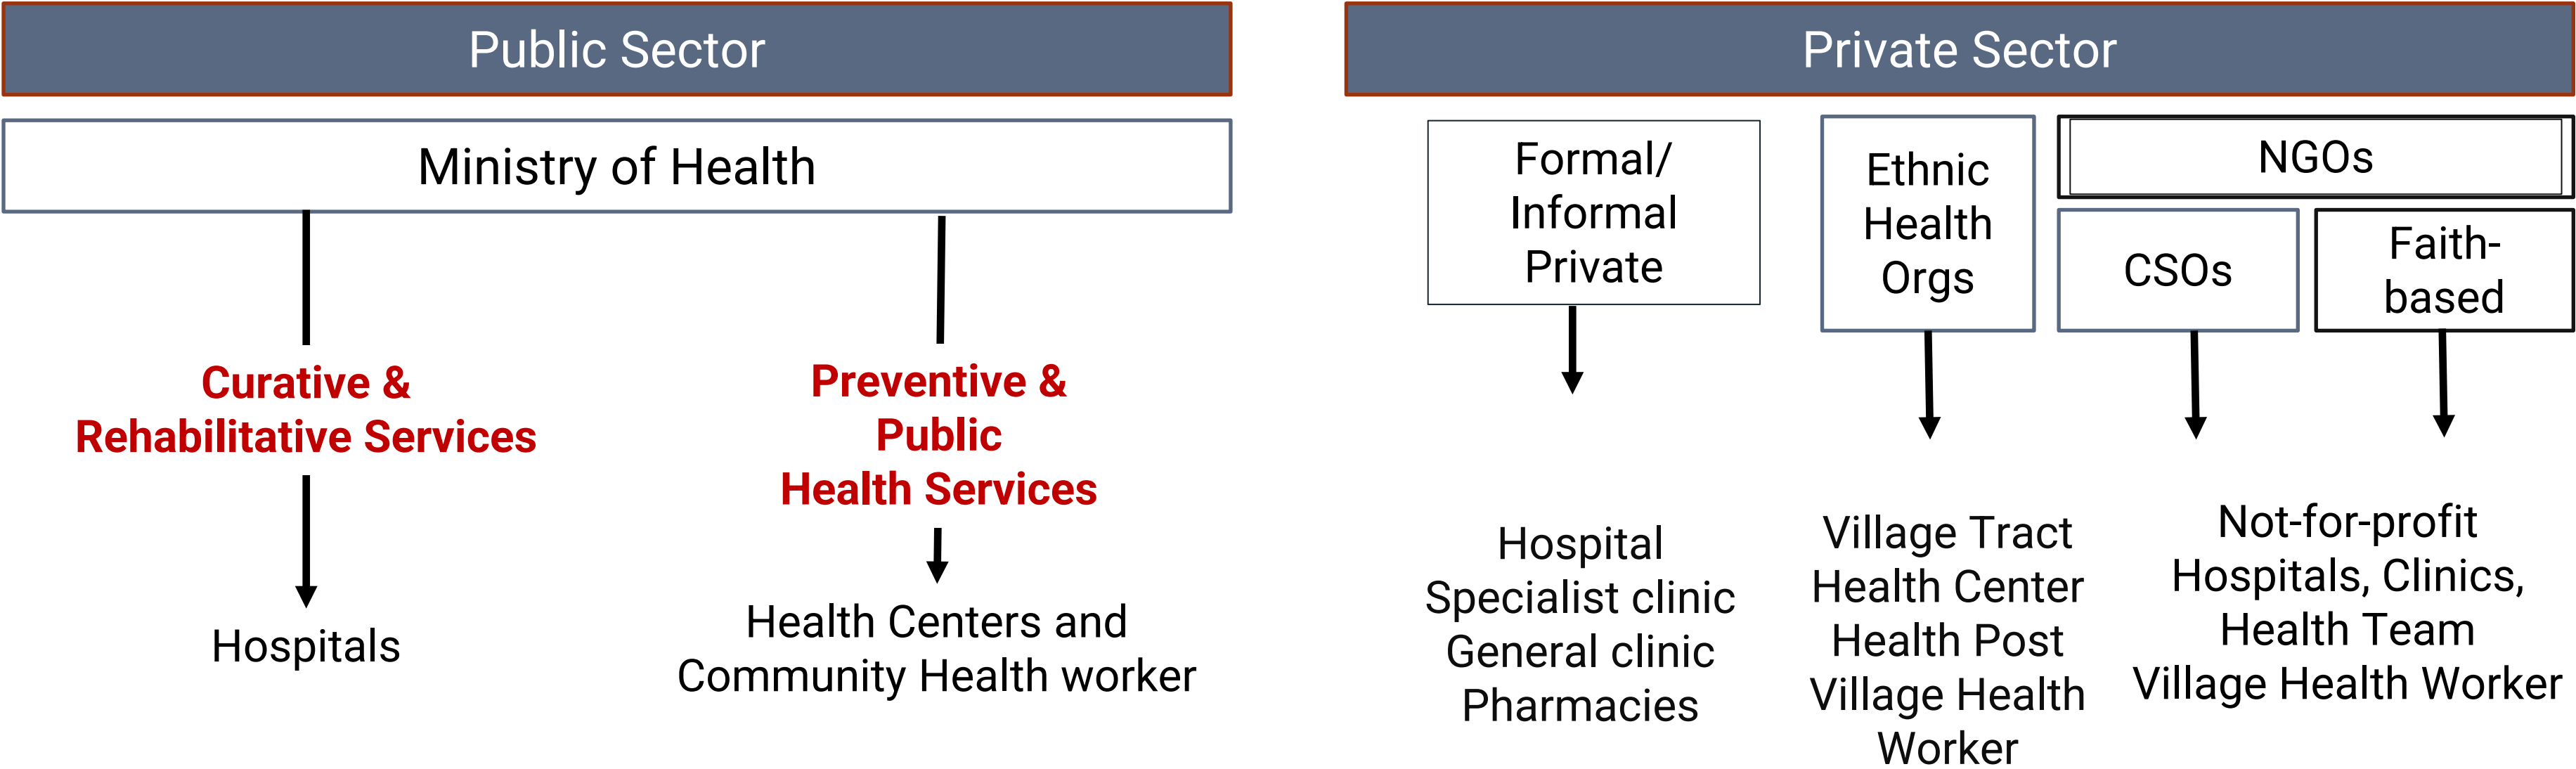 Public Sector
Ministry of Health
Curative &
Rehabilitative Services
Hospitals
Preventive &
Public
Health Services
Health Centers and
Community Health worker
Private Sector
Formal/
Informal
Private
Hospital
Specialist clinic
General clinic
Pharmacies
Ethnic
Health
Orgs
Village Tract
Health Center
Health Post
Village Health
Worker
NGOs
CSOs
Faith-
based
Not-for-profit
Hospitals, Clinics,
Health Team
Village Health Worker